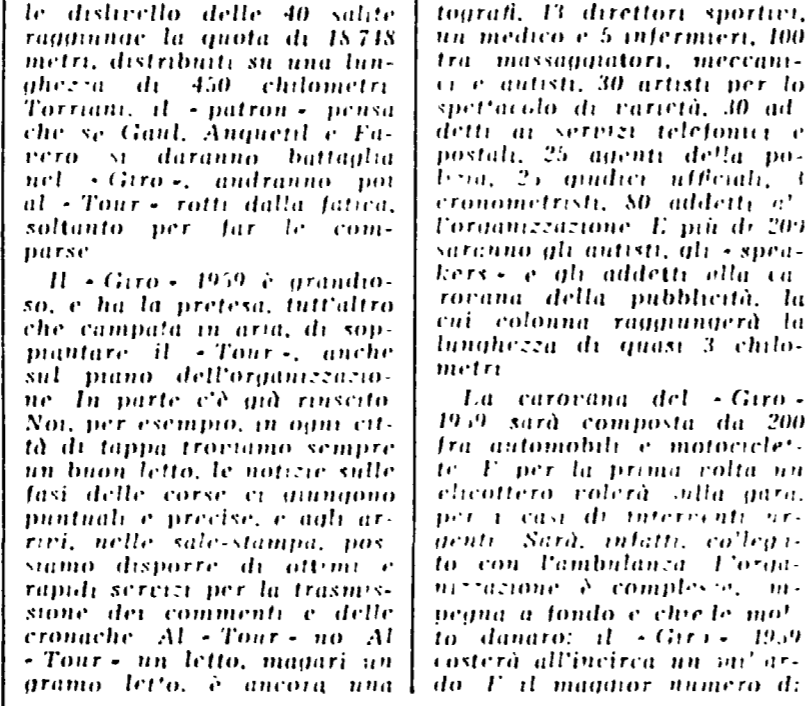 le dislivello delle 40 salite
raggiunge la quota di 18 748
metri, distribuiti su una lun-
ghezza di 450 chilometri
Torriani, il « patron » pensa
che se Gaul, Anquetil e Fa-
vero si daranno battaglia
nel « Giro », andranno poi
al « Tour » rotti dalla fatica,
soltanto per far le com-
parse
Il « Giro » 1959 è grandio-
so, e ha la pretesa, tutt'altro
che campata in aria, di sop-
piantare il « Tour », anche
sul piano dell'organizzazio-
ne In parte c'è già riuscito
Noi, per esempio, in ogni cit-
tà di tappa troviamo sempre
un buon letto, le notizie sulle
fasi delle corse ci giungono
puntuali e precise, e agli ar-
rivi, nelle sale-stampa, pos
siamo disporre di ottimi e
rapidi servizi per la trasmis-
sione dei commenti e delle
cronache Al « Tour » no Al
« Tour » un letto, magari un
gramo letto, è ancora una
tografi, 13 direttori sportivi,
un medico e 5 infermieri, 100
tra massaggiatori, meccani-
ci e autisti, 30 artisti per lo
spettacolo di varietà, 30 ad
detti ai servizi telefonici e
postali, 25 agenti della po-
lizia, 25 giudici ufficiali, 3
cronometristi, 80 addetti al-
l'organizzazione E più di 200
saranno gli autisti, gli « spea-
kers » e gli addetti alla ca
rovana della pubblicità, la
cui colonna raggiungerà la
lunghezza di quasi 3 chilo-
metri
La carovana del « Giro »
1959 sarà composta da 200
fra automobili e motociclet-
te E per la prima volta un
elicottero volerà sulla gara,
per i casi di interventi ur-
genti Sarà, infatti, collega-
to con l'ambulanza L'orga-
nizzazione è complessa, im-
pegna a fondo e chiede mol
to danaro: il « Giro » 1959
costerà all'incirca un miliar-
do E il maggior numero di